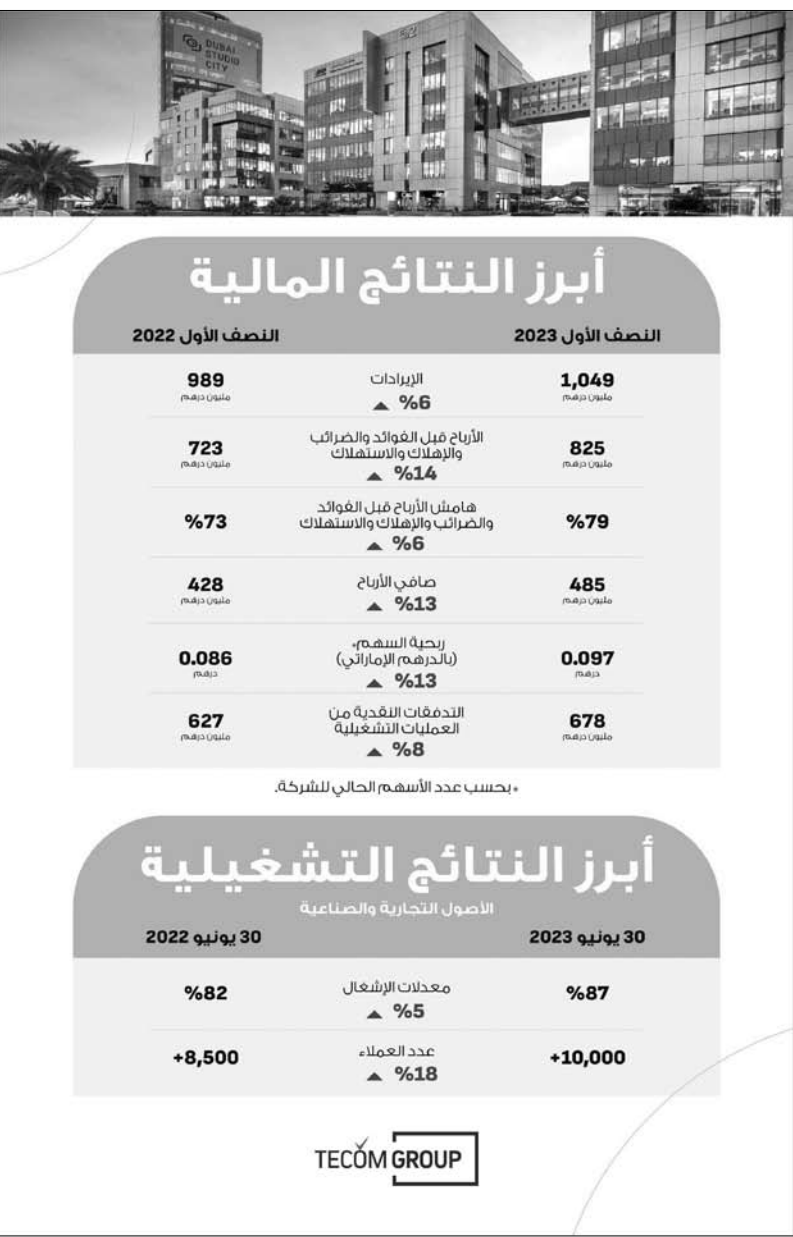 DUBAI
STUDIO
CITY
أبرز النتائج المالية
النصف الأول 2023 النصف الأول 2022
1,049 الإيرادات 989
مليون درهم %6 مليون درهم
825 الأرباح قبل الفوائد والضرائب والإهلاك والاستهلاك 723
مليون درهم %14 مليون درهم
%79 هامش الأرباح قبل الفوائد والضرائب والإهلاك والاستهلاك %73
%6
485 صافي الأرباح 428
مليون درهم %13 مليون درهم
ربحية السهم*
0.097 (بالدرهم الإماراتي) 0.086
درهم %13 درهم
678 التدفقات النقدية من العمليات التشغيلية 627
مليون درهم %8 مليون درهم
*بحسب عدد الأسهم الحالي للشركة.
أبرز النتائج التشغيلية
الأصول التجارية والصناعية
30 يونيو 2023 30 يونيو 2022
%87 معدلات الإشغال %82
%5
+10,000 عدد العملاء +8,500
%18
TECOM GROUP